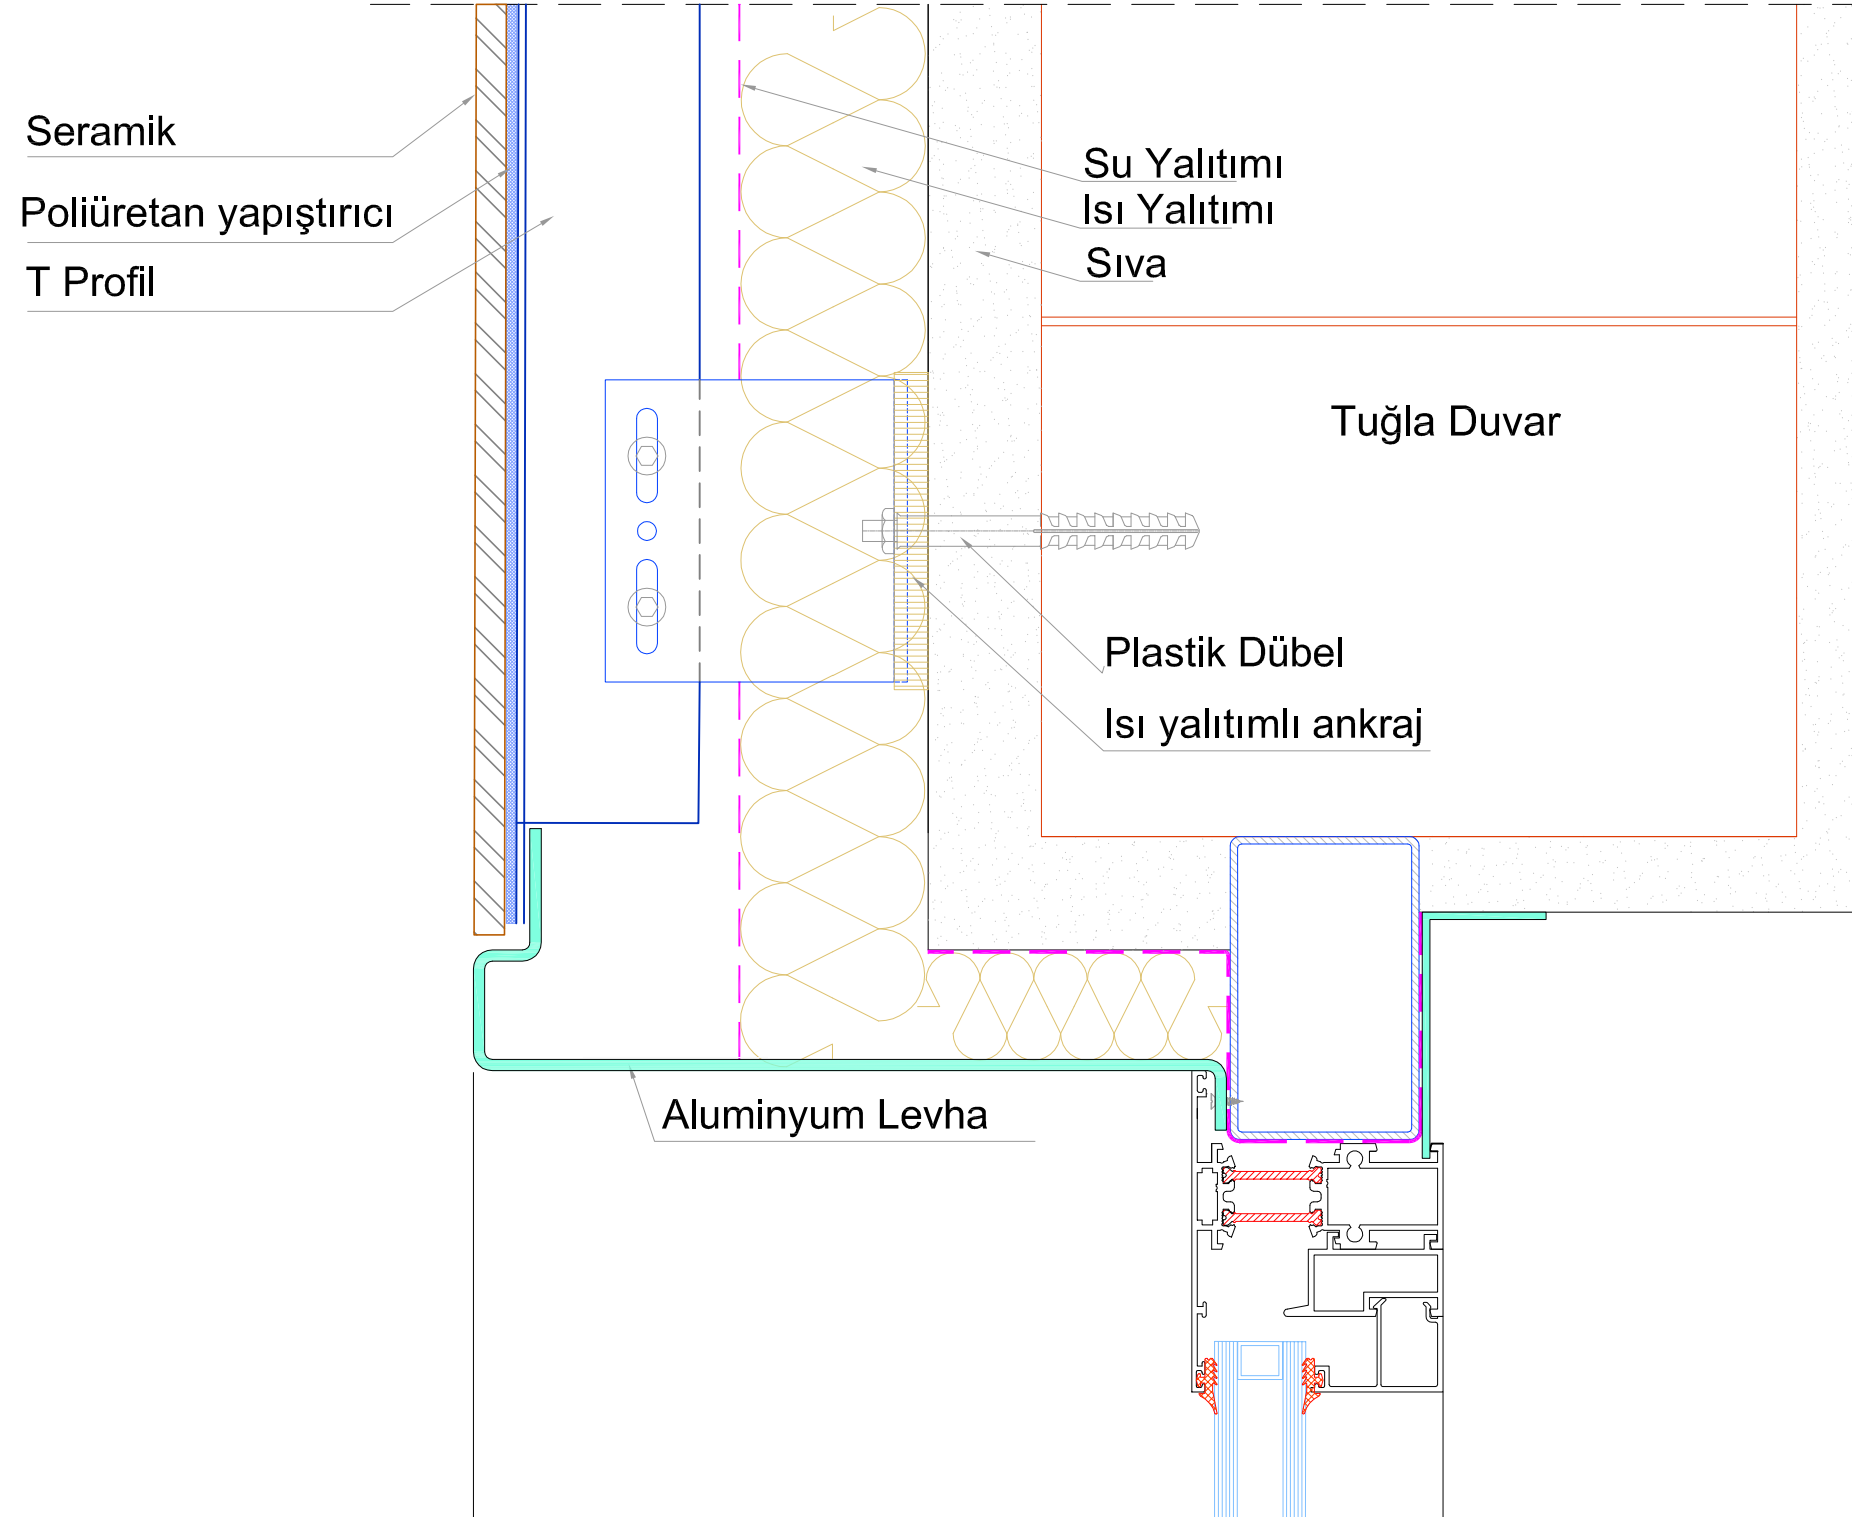 Seramik
Poliüretan yapıştırıcı
T Profil
Su Yalıtımı
Isı Yalıtımı
Sıva
Tuğla Duvar
Plastik Dübel
Isı yalıtımlı ankraj
Aluminyum Levha